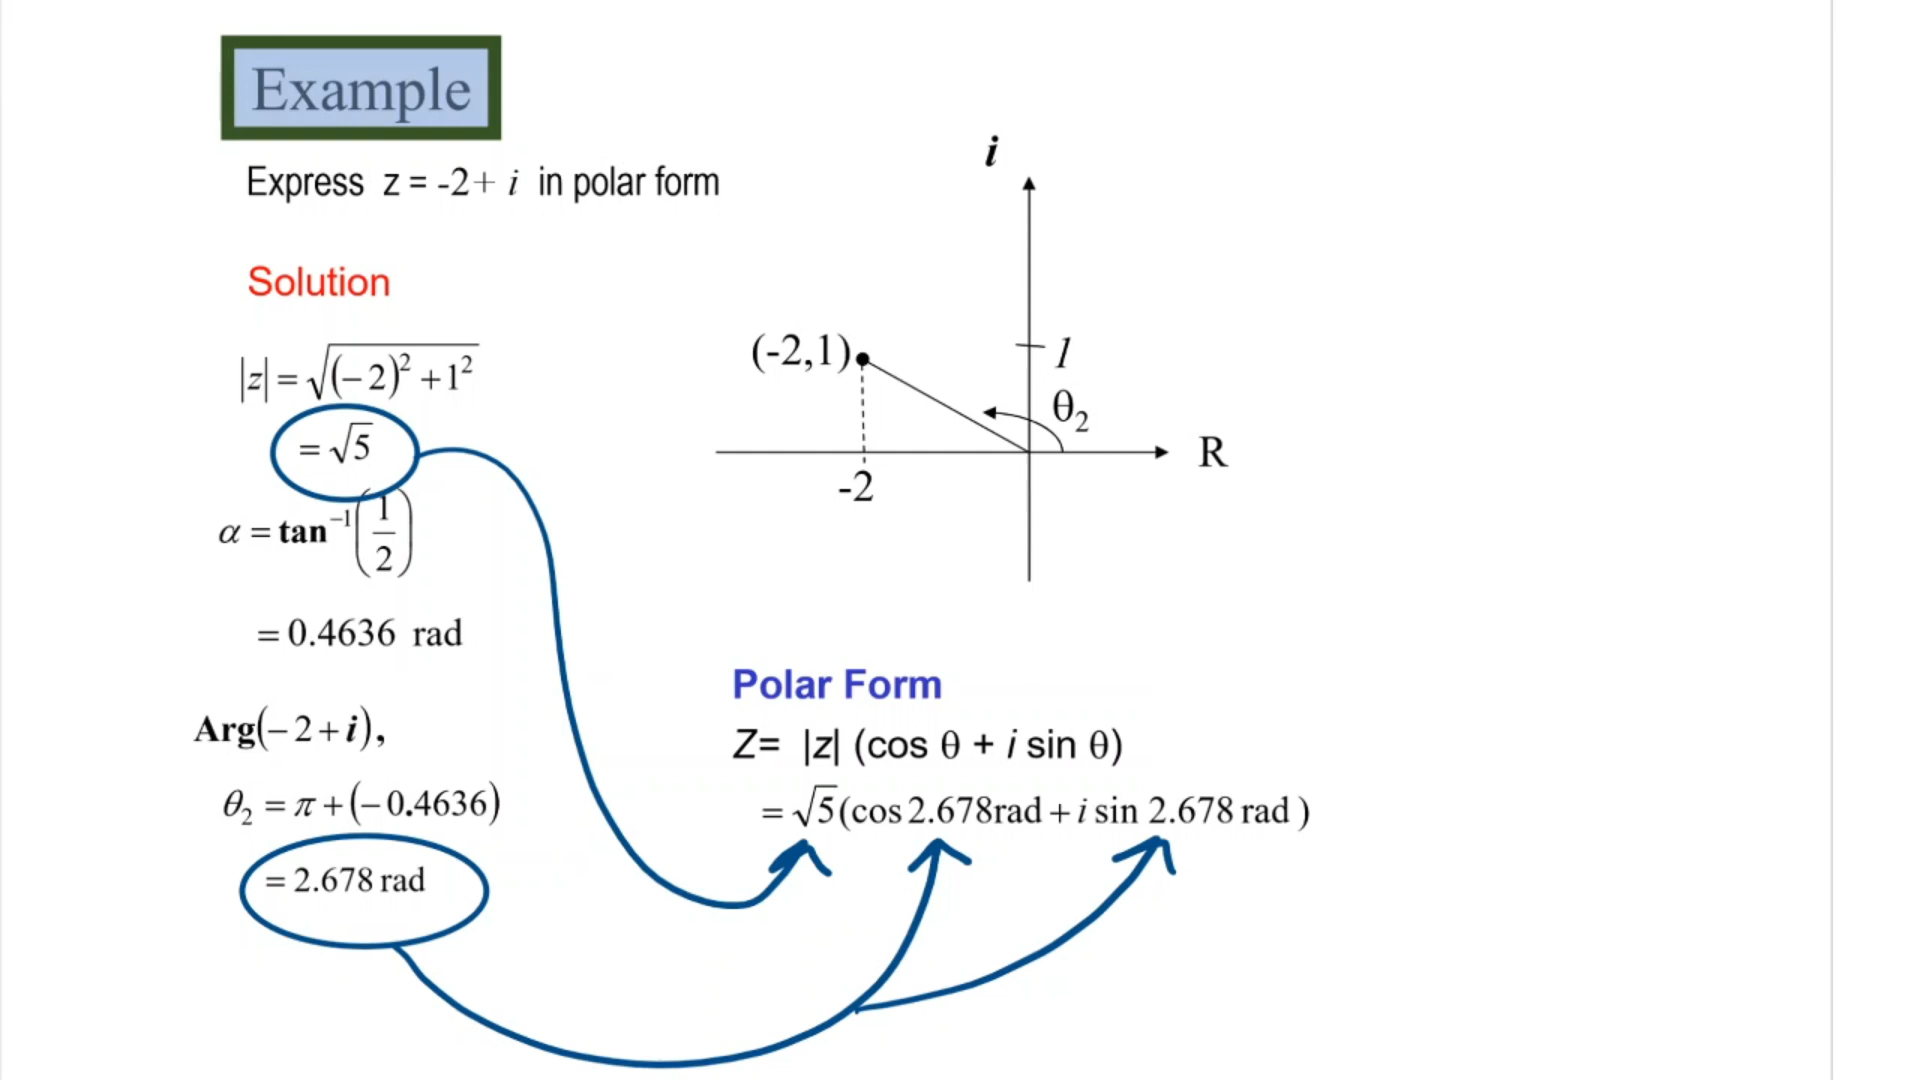 Example
Express z = -2+ i in polar form
Solution
|z| = √((−2)² + 1²)
= √5
α = tan⁻¹(1/2)
= 0.4636 rad
Arg(−2 + i),
θ₂ = π + (−0.4636)
= 2.678 rad
i
(-2,1)
1
θ₂
R
-2
Polar Form
Z= |z| (cos θ + i sin θ)
= √5(cos 2.678rad + i sin 2.678 rad )